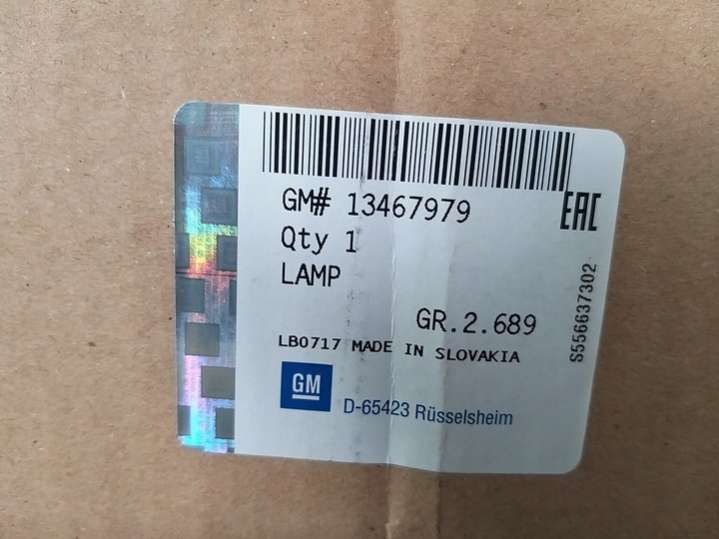 GM# 13467979
EAC
Qty 1
LAMP
GR.2.689
S556637302
LB0717 MADE IN SLOVAKIA
GM
D-65423 Rüsselsheim